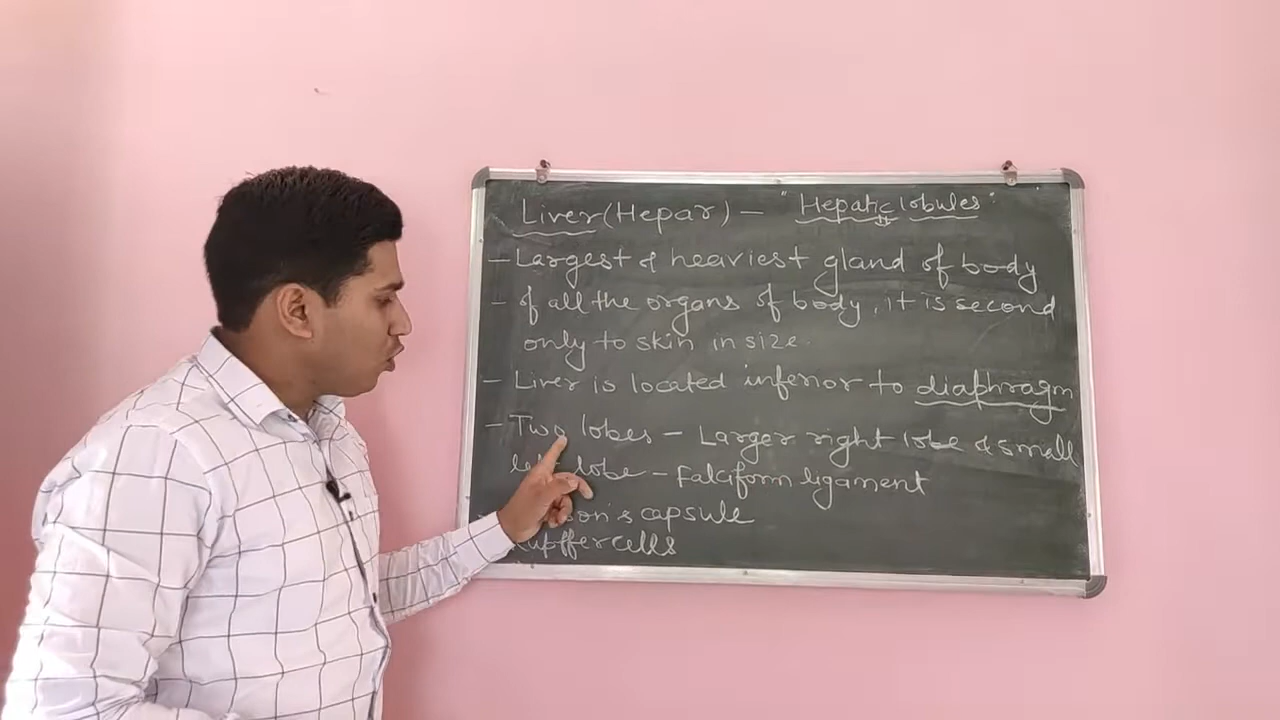 Liver (Hepar) — "Hepatic lobules"
- Largest & heaviest gland of body
- Of all the organs of body, it is second
only to skin in size.
- Liver is located inferior to diaphragm
- Two lobes - Larger right lobe & small
lobe - Falciform ligament
capsule
Kupffer cells